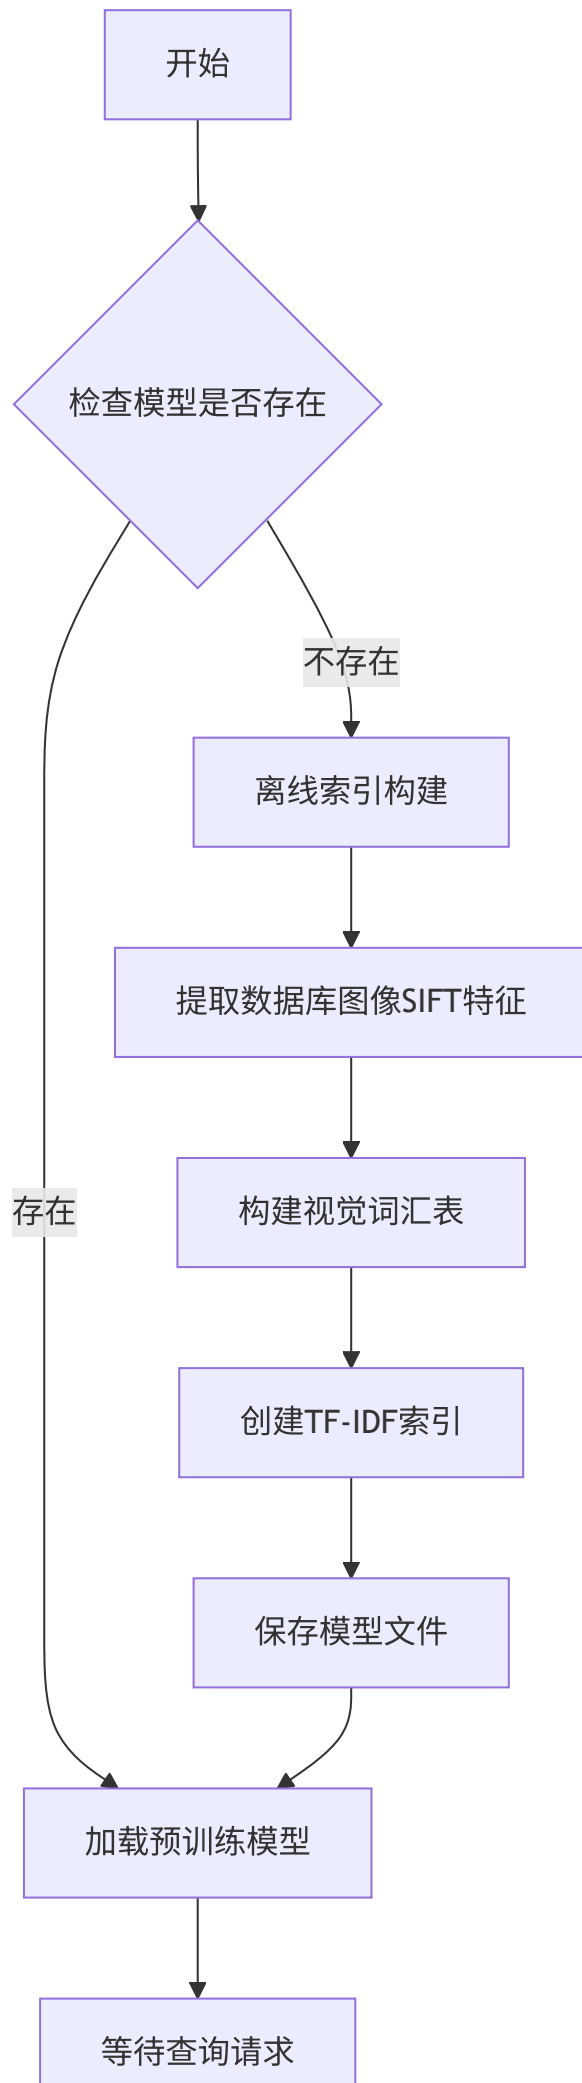 开始
检查模型是否存在
不存在
离线索引构建
提取数据库图像SIFT特征
构建视觉词汇表
存在
创建TF-IDF索引
保存模型文件
加载预训练模型
等待查询请求